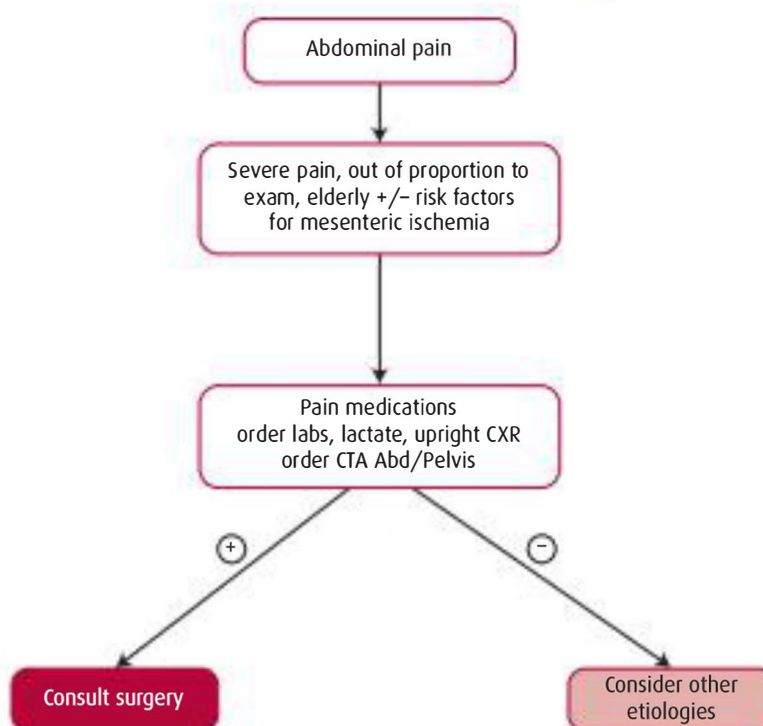 Abdominal pain
Severe pain, out of proportion to
exam, elderly +/− risk factors
for mesenteric ischemia
Pain medications
order labs, lactate, upright CXR
order CTA Abd/Pelvis
+
−
Consult surgery
Consider other
etiologies